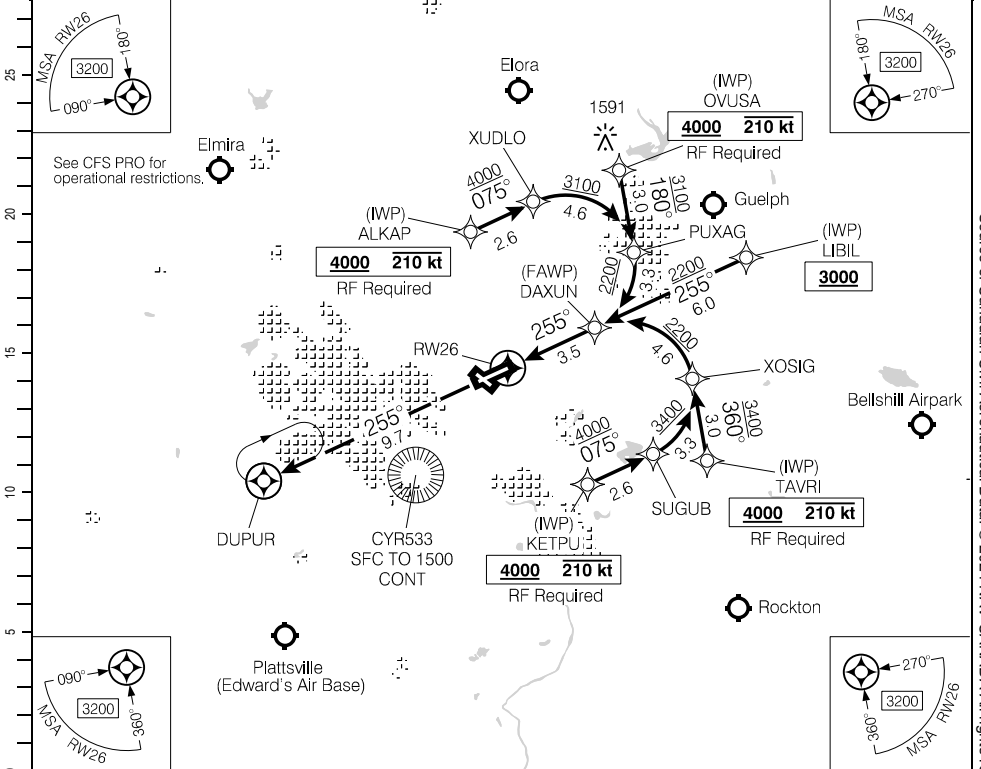 MSA RW26
180°
3200
090°
MSA RW26
180°
3200
270°
25
20
15
10
5
See CFS PRO for
operational restrictions.
Elmira
Elora
1591
(IWP)
OVUSA
4000 210 kt
RF Required
XUDLO
4000
075°
2.6
3100
4.6
3100
180°
3.0
Guelph
(IWP)
ALKAP
4000 210 kt
RF Required
PUXAG
(IWP)
LIBIL
3000
2200
3.3
2200
255°
6.0
(FAWP)
DAXUN
255°
3.5
RW26
2200
4.6
XOSIG
Bellshill Airpark
255°
9.7
4000
075°
2.6
3400
3.3
3400
360°
3.0
(IWP)
TAVRI
4000 210 kt
RF Required
SUGUB
DUPUR
CYR533
SFC TO 1500
CONT
(IWP)
KETPU
4000 210 kt
RF Required
Rockton
Plattsville
(Edward's Air Base)
090°
3200
360°
MSA RW26
270°
3200
360°
MSA RW26